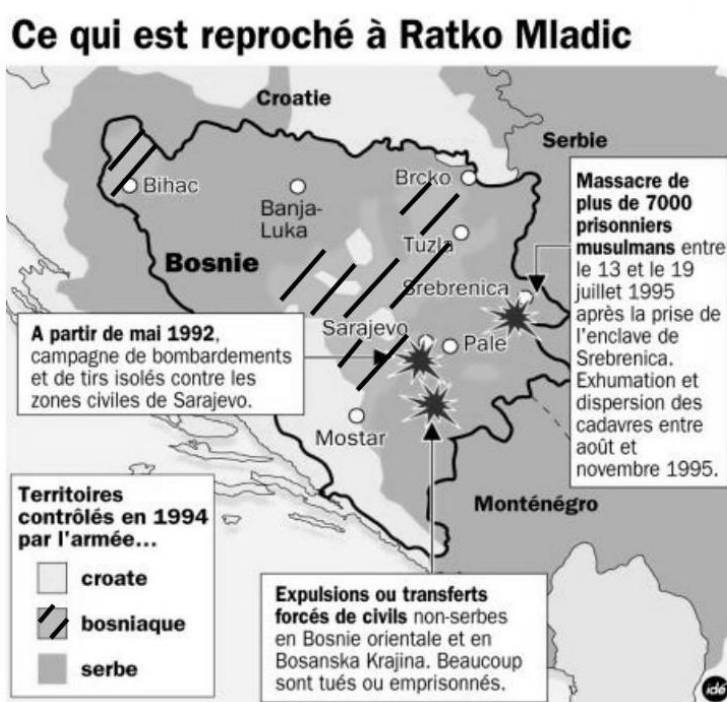 Ce qui est reproché à Ratko Mladic
Croatie
Serbie
Bihac
Banja-
Luka
Brcko
Tuzla
Bosnie
Srebrenica
Massacre de
plus de 7000
prisonniers
musulmans entre
le 13 et le 19
juillet 1995
après la prise de
l'enclave de
Srebrenica.
Exhumation et
dispersion des
cadavres entre
août et
novembre 1995.
A partir de mai 1992,
campagne de bombardements
et de tirs isolés contre les
zones civiles de Sarajevo.
Sarajevo
Pale
Mostar
Monténégro
Territoires
contrôlés en 1994
par l'armée...
croate
bosniaque
serbe
Expulsions ou transferts
forcés de civils non-serbes
en Bosnie orientale et en
Bosanska Krajina. Beaucoup
sont tués ou emprisonnés.
idé